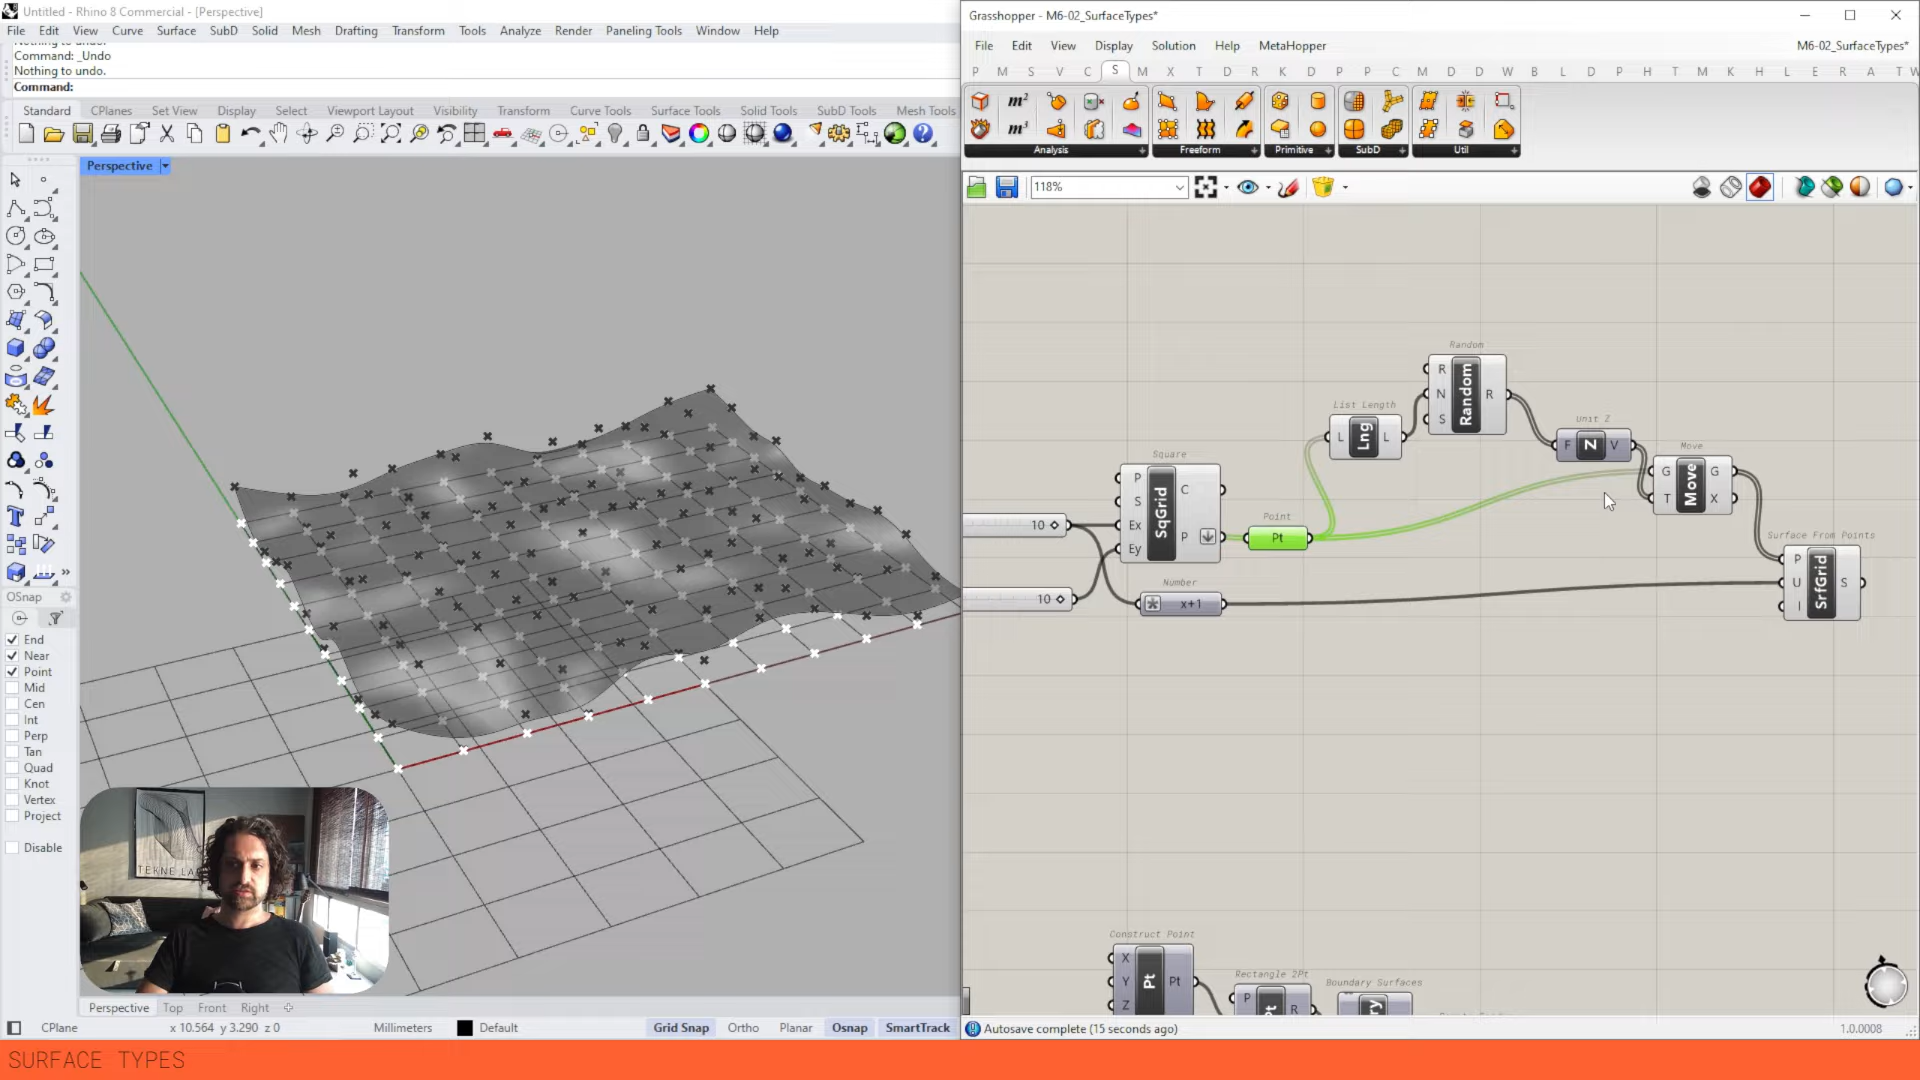 Untitled - Rhino 8 Commercial - [Perspective]
File Edit View Curve Surface SubD Solid Mesh Drafting Transform Tools Analyze Render Paneling Tools Window Help
Nothing to undo.
Command: _Undo
Nothing to undo.
Command:
Standard CPlanes Set View Display Select Viewport Layout Visibility Transform Curve Tools Surface Tools Solid Tools SubD Tools Mesh Tools
Perspective
OSnap
End
Near
Point
Mid
Cen
Int
Perp
Tan
Quad
Knot
Vertex
Project
Disable
Perspective Top Front Right
CPlane x 10.564 y 3.290 z 0 Millimeters Default Grid Snap Ortho Planar Osnap SmartTrack
Grasshopper - M6-02_SurfaceTypes*
File Edit View Display Solution Help MetaHopper M6-02_SurfaceTypes*
P M S V C S M X T D R K D P P C M D D W B L D P H T M K H L E R A T W
m² m³
Analysis Freeform Primitive SubD Util
118%
Random
R
N R
S
Random
List Length
L Lng L
Unit Z
F Z V
Move
G G
T X
Move
Square
P C
S
Ex P
Ey
SqGrid
10
10
Point
Pt
Number
x+1
Surface From Points
P
U S
I
SrfGrid
Construct Point
X
Y Pt
Z
Pt
Rectangle 2Pt
P
R
Boundary Surfaces
Autosave complete (15 seconds ago)
1.0.0008
SURFACE TYPES